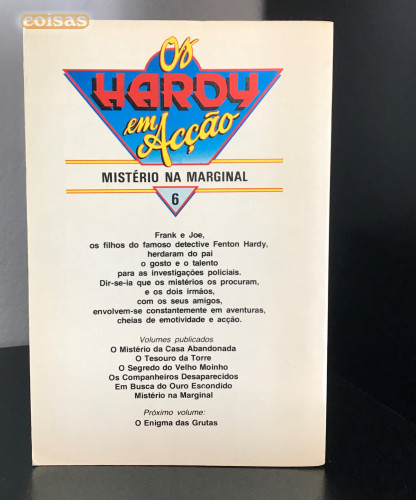 coisas
Os
HARDY
em Acção
MISTÉRIO NA MARGINAL
6
Frank e Joe,
os filhos do famoso detective Fenton Hardy,
herdaram do pai
o gosto e o talento
para as investigações policiais.
Dir-se-ia que os mistérios os procuram,
e os dois irmãos,
com os seus amigos,
envolvem-se constantemente em aventuras,
cheias de emotividade e acção.
Volumes publicados
O Mistério da Casa Abandonada
O Tesouro da Torre
O Segredo do Velho Moinho
Os Companheiros Desaparecidos
Em Busca do Ouro Escondido
Mistério na Marginal
Próximo volume:
O Enigma das Grutas